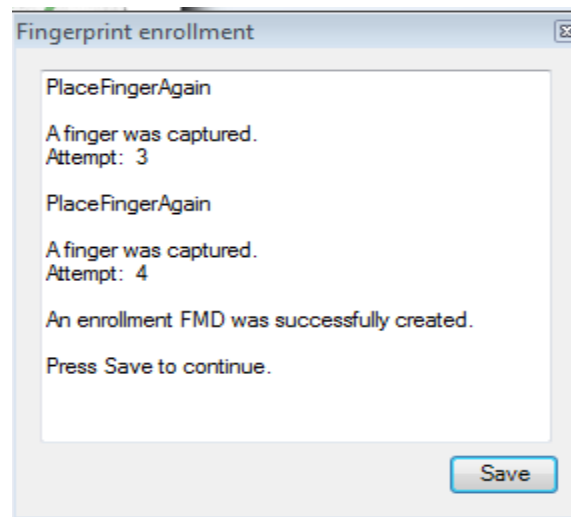 Fingerprint enrollment
PlaceFingerAgain
A finger was captured.
Attempt: 3
PlaceFingerAgain
A finger was captured.
Attempt: 4
An enrollment FMD was successfully created.
Press Save to continue.
Save